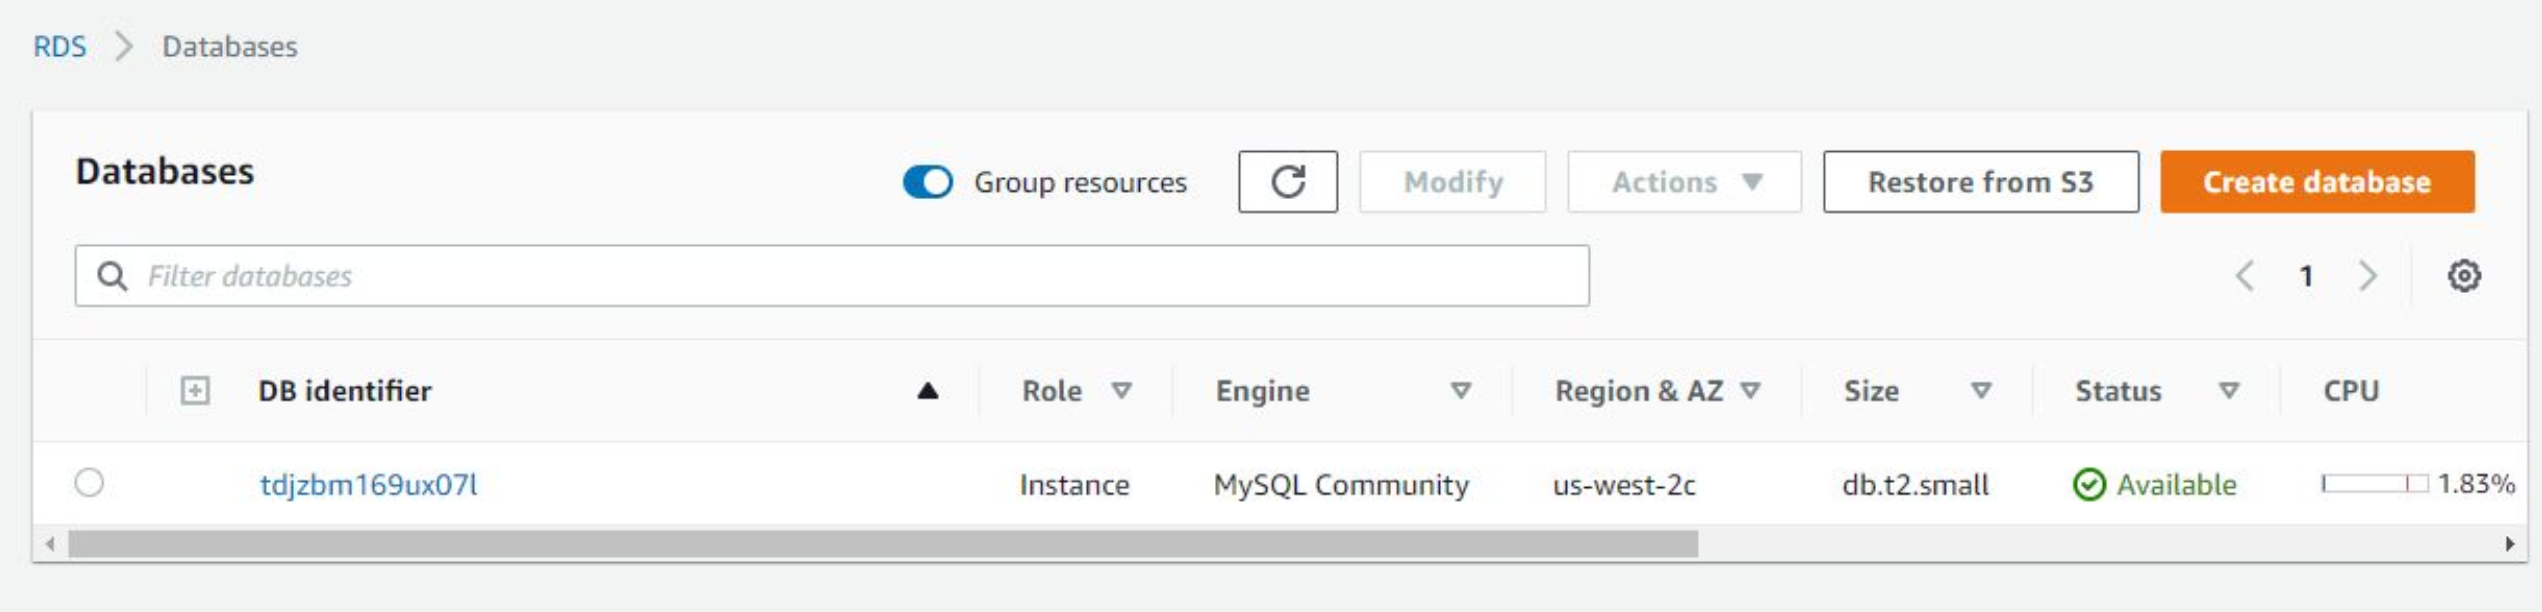 RDS > Databases
Databases Group resources Modify Actions Restore from S3 Create database
Filter databases 1
DB identifier Role Engine Region & AZ Size Status CPU
tdjzbm169ux07l Instance MySQL Community us-west-2c db.t2.small Available 1.83%